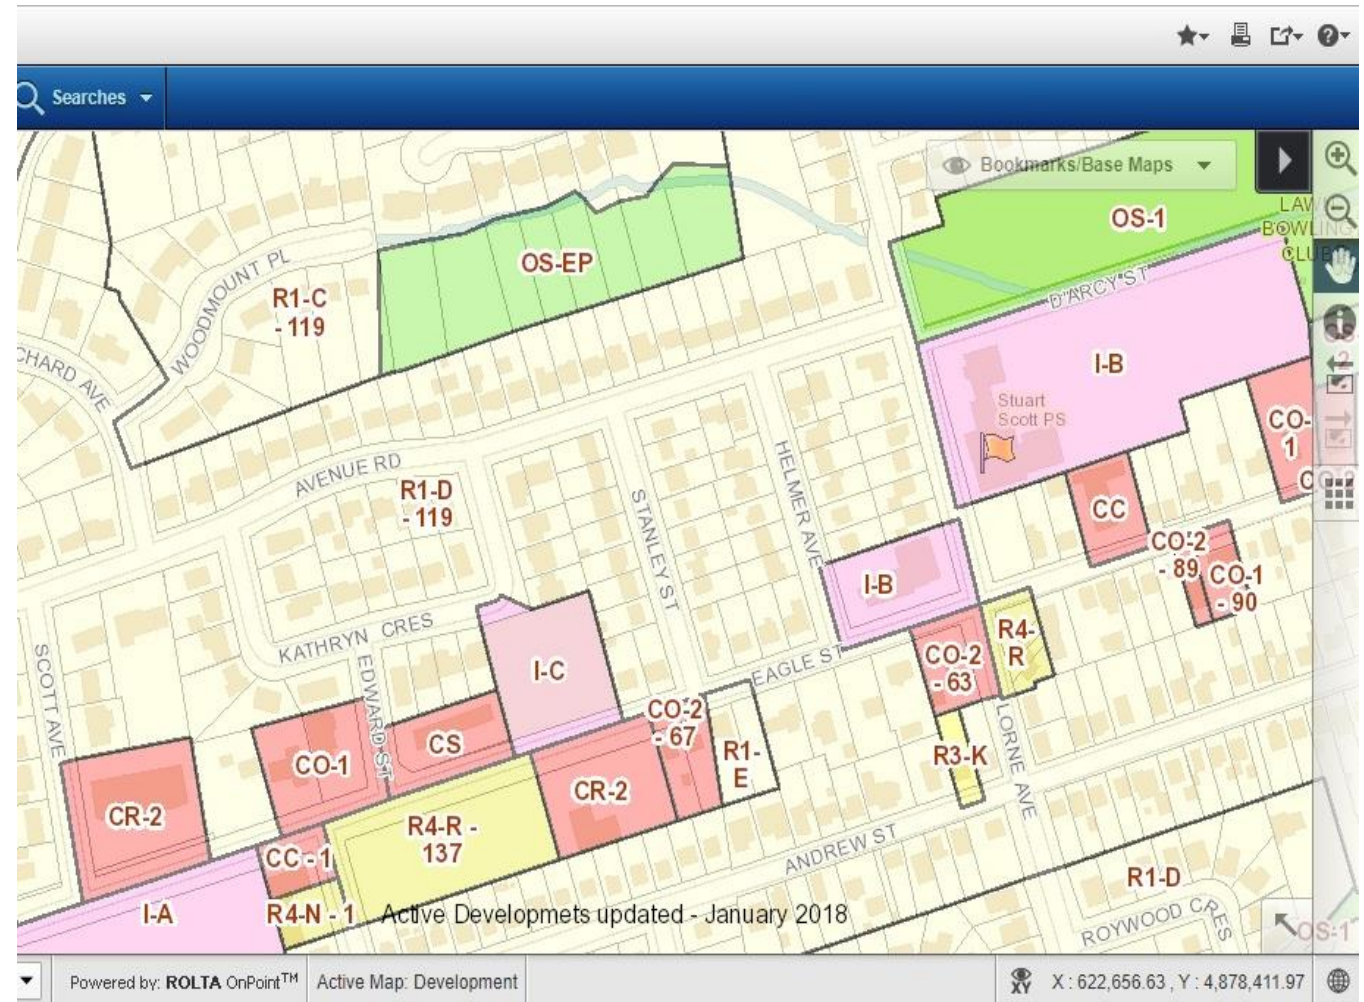 Searches
Bookmarks/Base Maps
LAW
BOWLING
CLUB
OS-1
OS-EP
WOODMOUNT PL
R1-C
- 119
D'ARCY ST
I-B
Stuart
Scott PS
CO-
1
CHARD AVE
AVENUE RD
R1-D
- 119
HELMER AVE
STANLEY ST
CC
CO-2
- 89
CO-1
- 90
I-B
KATHRYN CRES
SCOTT AVE
EDWARD ST
I-C
EAGLE ST
CO-2
- 63
R4-
R
CO-2
- 67
R1-
E
R3-K
LORNE AVE
CO-1
CS
CR-2
CR-2
R4-R -
137
CC - 1
ANDREW ST
R1-D
I-A
R4-N - 1
Active Developmets updated - January 2018
ROYWOOD CRES
OS-1
Powered by: ROLTA OnPoint™
Active Map: Development
XY
X : 622,656.63 , Y : 4,878,411.97